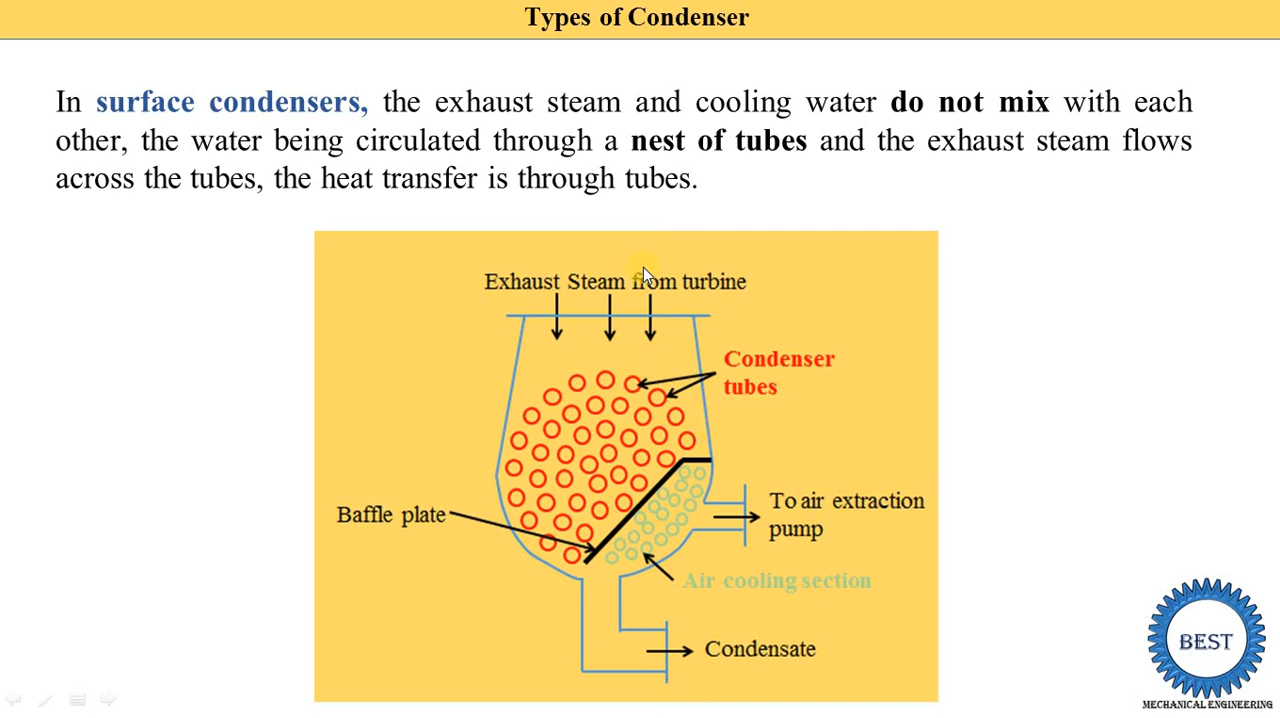 Types of Condenser
In surface condensers, the exhaust steam and cooling water do not mix with each
other, the water being circulated through a nest of tubes and the exhaust steam flows
across the tubes, the heat transfer is through tubes.
Exhaust Steam from turbine
Condenser
tubes
Baffle plate
To air extraction
pump
Air cooling section
Condensate
BEST
MECHANICAL ENGINEERING